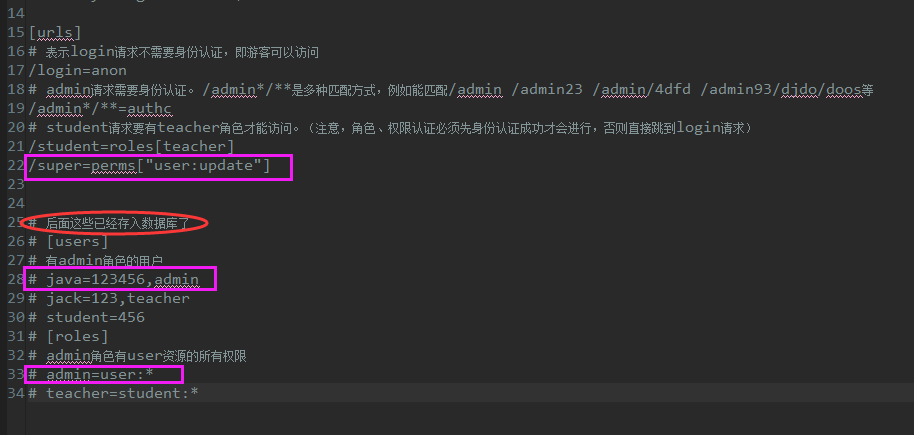 14
15 [urls]
16 # 表示login请求不需要身份认证，即游客可以访问
17 /login=anon
18 # admin请求需要身份认证。 /admin*/**是多种匹配方式，例如能匹配/admin /admin23 /admin/4dfd /admin93/djdo/doos等
19 /admin*/**=authc
20 # student请求要有teacher角色才能访问。（注意，角色、权限认证必须先身份认证成功才会进行，否则直接跳到login请求）
21 /student=roles[teacher]
22 /super=perms["user:update"]
23
24
25 # 后面这些已经存入数据库了
26 # [users]
27 # 有admin角色的用户
28 # java=123456,admin
29 # jack=123,teacher
30 # student=456
31 # [roles]
32 # admin角色有user资源的所有权限
33 # admin=user:*
34 # teacher=student:*